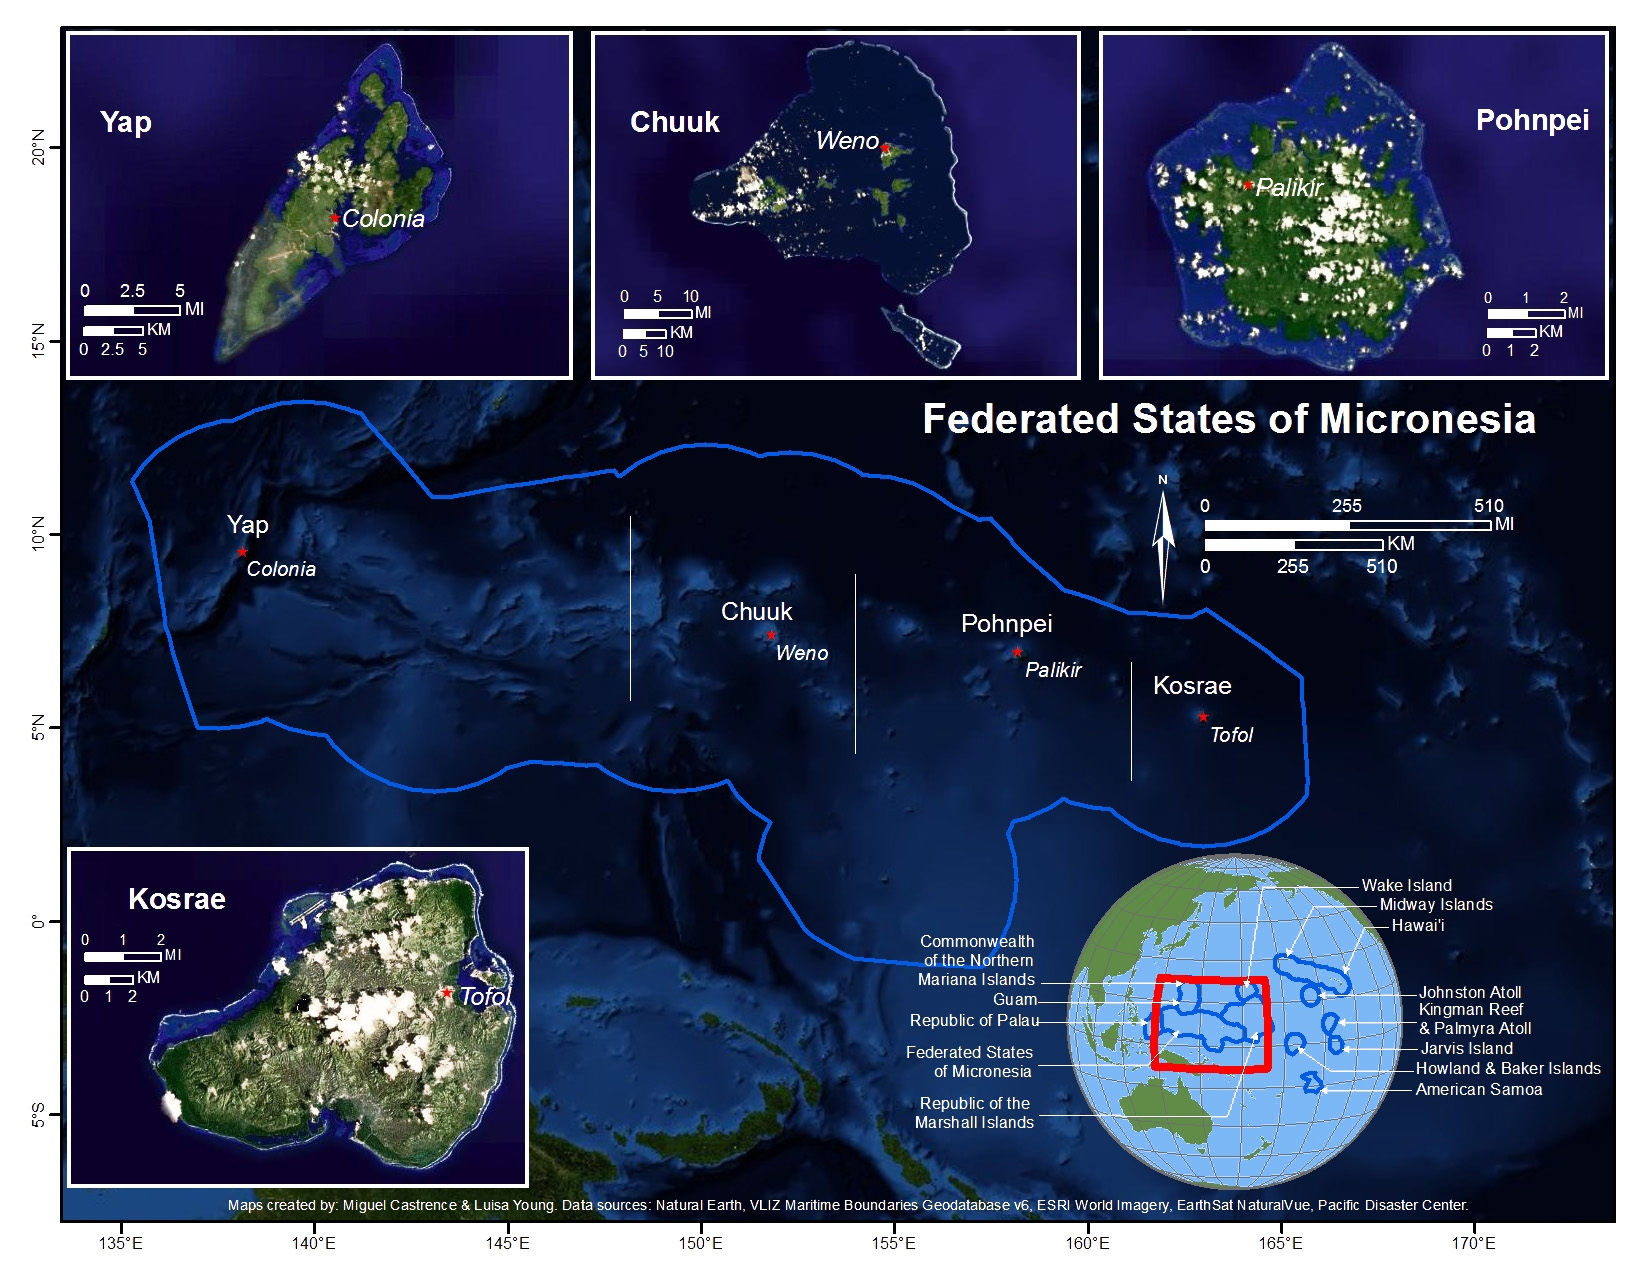 Yap
Colonia
0 2.5 5
MI
KM
0 2.5 5
Chuuk
Weno
0 5 10
MI
KM
0 5 10
Pohnpei
Palikir
0 1 2
MI
KM
0 1 2
Federated States of Micronesia
N
0 255 510
MI
KM
0 255 510
Yap
Colonia
Chuuk
Weno
Pohnpei
Palikir
Kosrae
Tofol
Kosrae
0 1 2
MI
KM
0 1 2
Tofol
Commonwealth
of the Northern
Mariana Islands
Guam
Republic of Palau
Federated States
of Micronesia
Republic of the
Marshall Islands
Wake Island
Midway Islands
Hawai'i
Johnston Atoll
Kingman Reef
& Palmyra Atoll
Jarvis Island
Howland & Baker Islands
American Samoa
Maps created by: Miguel Castrence & Luisa Young. Data sources: Natural Earth, VLIZ Maritime Boundaries Geodatabase v6, ESRI World Imagery, EarthSat NaturalVue, Pacific Disaster Center.
20°N
15°N
10°N
5°N
0°
5°S
135°E 140°E 145°E 150°E 155°E 160°E 165°E 170°E